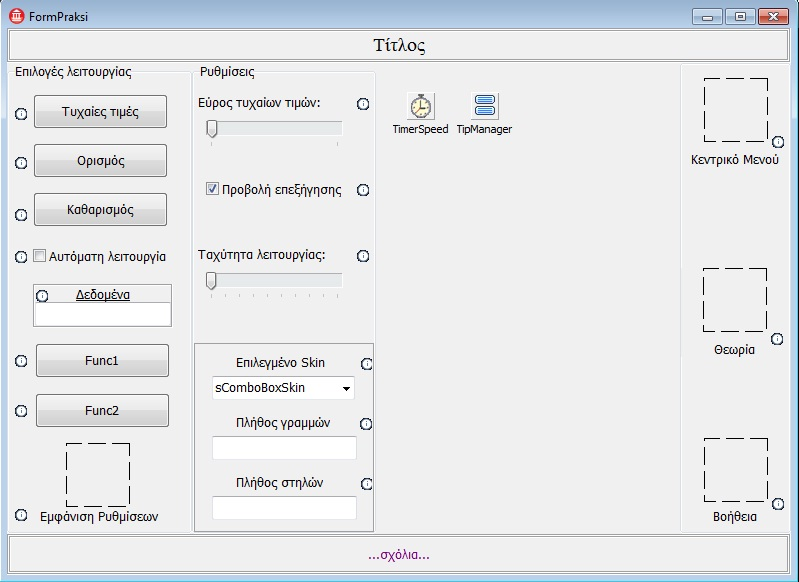 FormPraksi
Τίτλος
Επιλογές λειτουργίας
Τυχαίες τιμές
Ορισμός
Καθαρισμός
Αυτόματη λειτουργία
Δεδομένα
Func1
Func2
Εμφάνιση Ρυθμίσεων
Ρυθμίσεις
Εύρος τυχαίων τιμών:
Προβολή επεξήγησης
Ταχύτητα λειτουργίας:
Επιλεγμένο Skin
sComboBoxSkin
Πλήθος γραμμών
Πλήθος στηλών
TimerSpeed TipManager
Κεντρικό Μενού
Θεωρία
Βοήθεια
...σχόλια...